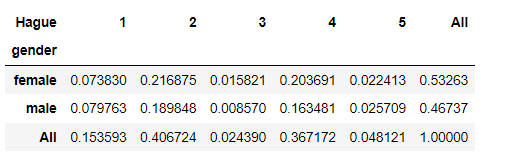 Hague 1 2 3 4 5 All
gender
female 0.073830 0.216875 0.015821 0.203691 0.022413 0.53263
male 0.079763 0.189848 0.008570 0.163481 0.025709 0.46737
All 0.153593 0.406724 0.024390 0.367172 0.048121 1.00000